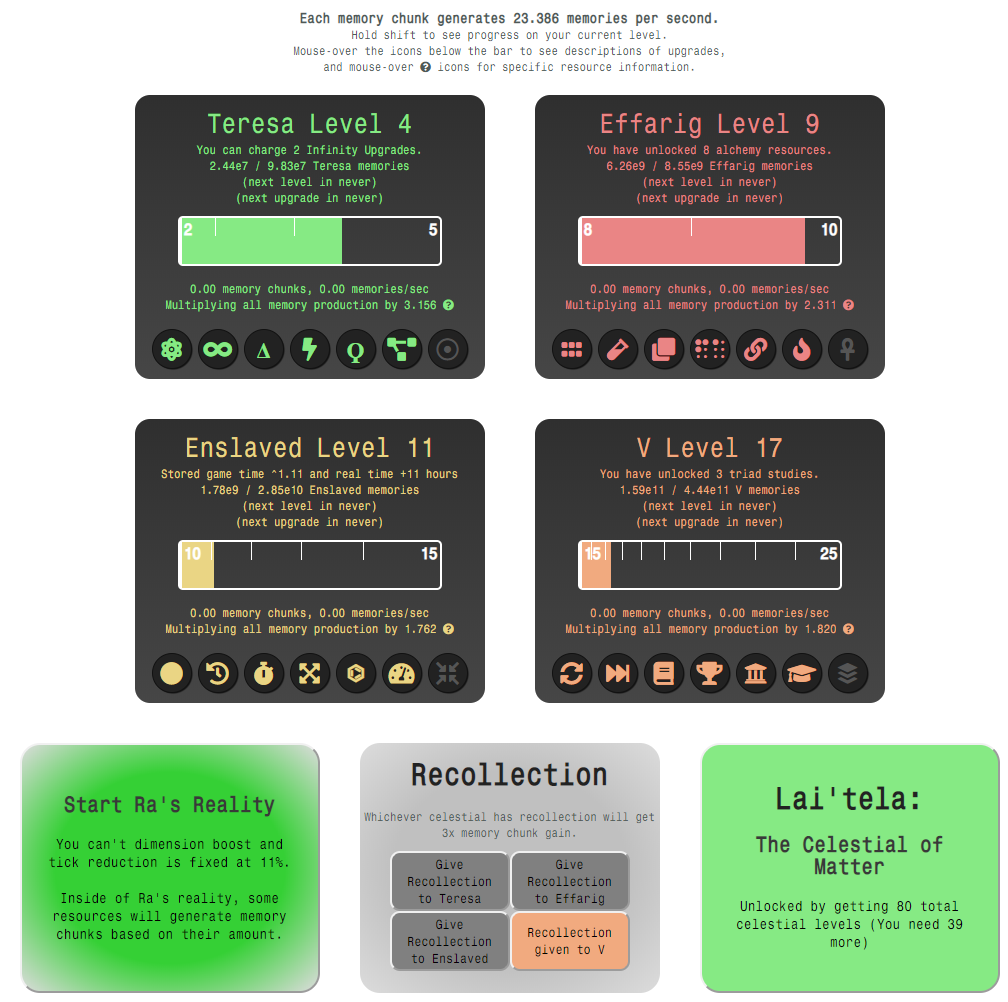 Each memory chunk generates 23.386 memories per second.
Hold shift to see progress on your current level.
Mouse-over the icons below the bar to see descriptions of upgrades,
and mouse-over ? icons for specific resource information.
Teresa Level 4
You can charge 2 Infinity Upgrades.
2.44e7 / 9.83e7 Teresa memories
(next level in never)
(next upgrade in never)
2 5
0.00 memory chunks, 0.00 memories/sec
Multiplying all memory production by 3.156 ?
Δ Ϙ
Effarig Level 9
You have unlocked 8 alchemy resources.
6.26e9 / 8.55e9 Effarig memories
(next level in never)
(next upgrade in never)
8 10
0.00 memory chunks, 0.00 memories/sec
Multiplying all memory production by 2.311 ?
Enslaved Level 11
Stored game time ^1.11 and real time +11 hours
1.78e9 / 2.85e10 Enslaved memories
(next level in never)
(next upgrade in never)
10 15
0.00 memory chunks, 0.00 memories/sec
Multiplying all memory production by 1.762 ?
V Level 17
You have unlocked 3 triad studies.
1.59e11 / 4.44e11 V memories
(next level in never)
(next upgrade in never)
15 25
0.00 memory chunks, 0.00 memories/sec
Multiplying all memory production by 1.820 ?
Start Ra's Reality
You can't dimension boost and
tick reduction is fixed at 11%.
Inside of Ra's reality, some
resources will generate memory
chunks based on their amount.
Recollection
Whichever celestial has recollection will get
3x memory chunk gain.
Give
Recollection
to Teresa
Give
Recollection
to Effarig
Give
Recollection
to Enslaved
Recollection
given to V
Lai'tela:
The Celestial of
Matter
Unlocked by getting 80 total
celestial levels (You need 39
more)